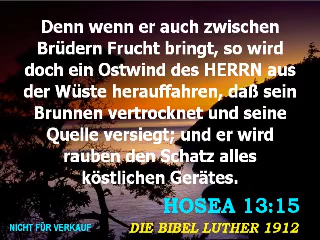 Denn wenn er auch zwischen
Brüdern Frucht bringt, so wird
doch ein Ostwind des HERRN aus
der Wüste herauffahren, daß sein
Brunnen vertrocknet und seine
Quelle versiegt; und er wird
rauben den Schatz alles
köstlichen Gerätes.
HOSEA 13:15
NICHT FÜR VERKAUF
DIE BIBEL LUTHER 1912